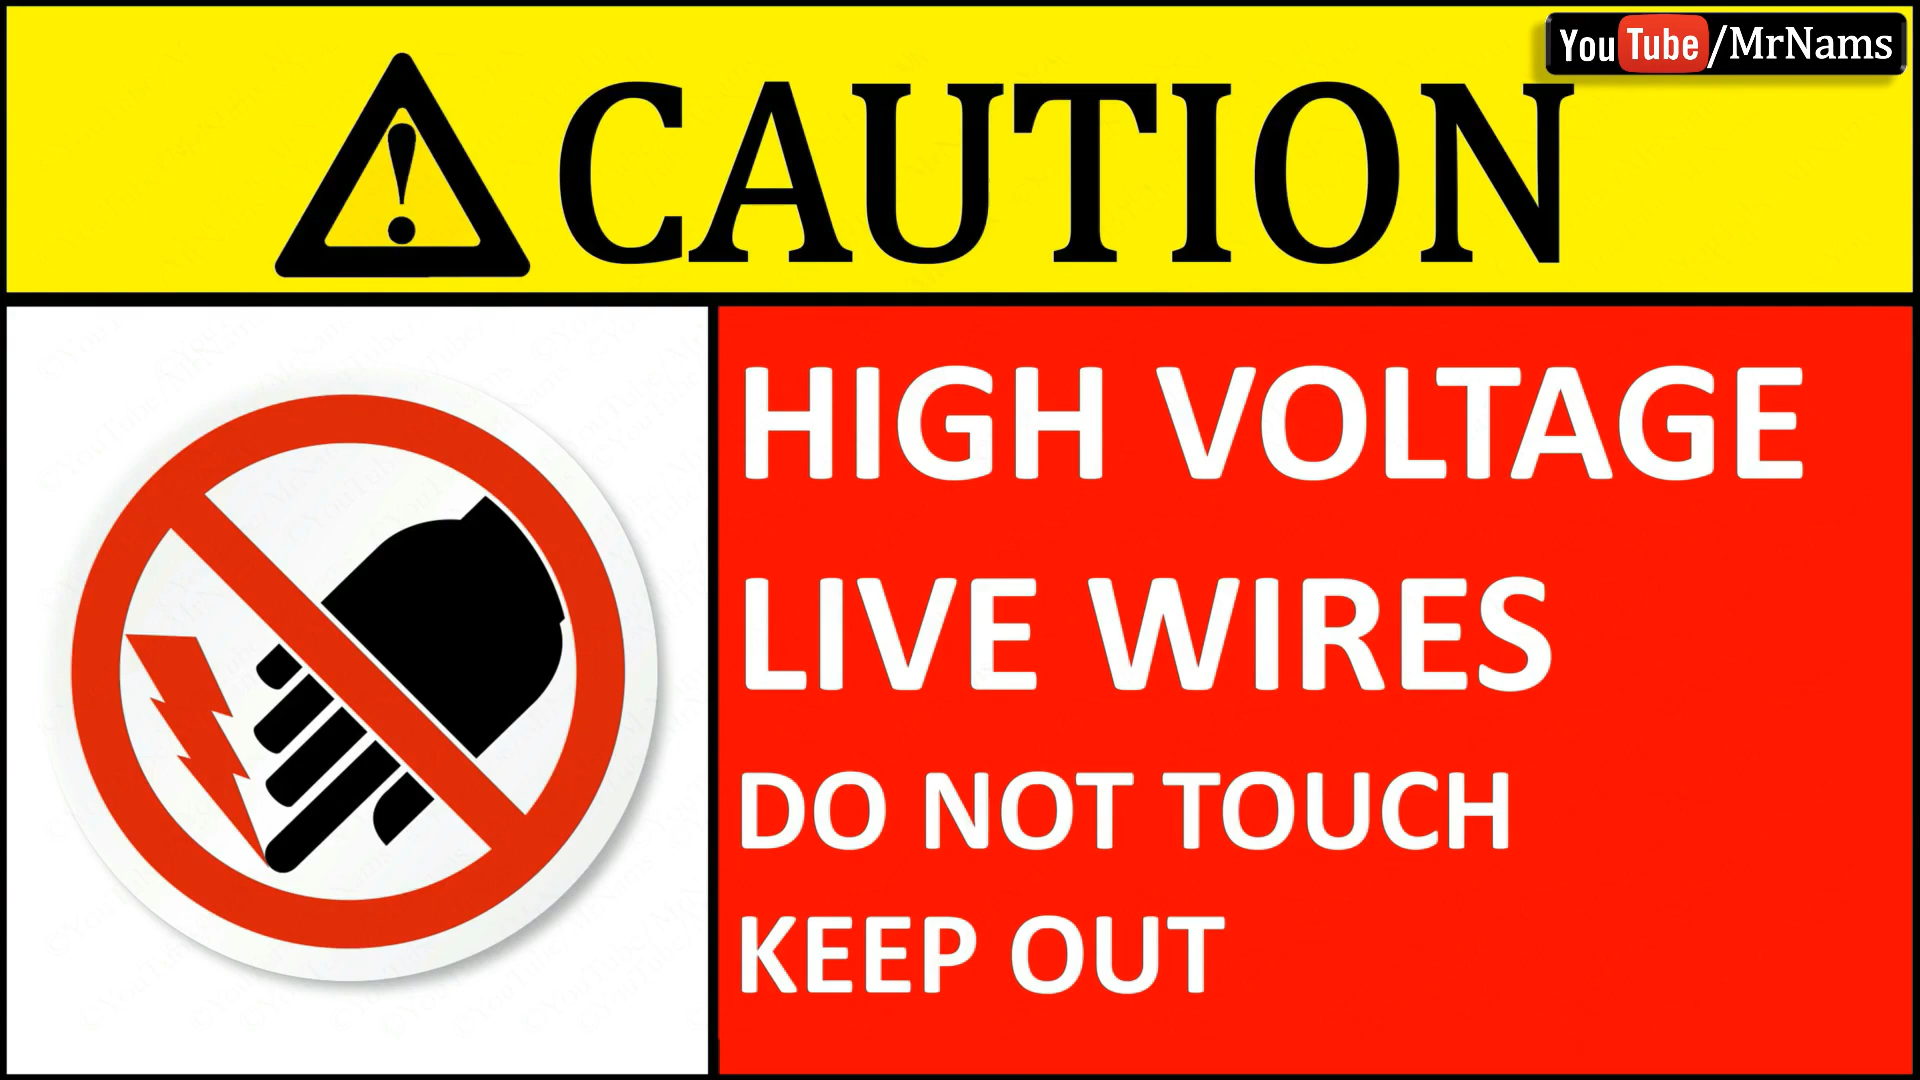 YouTube/MrNams
CAUTION
HIGH VOLTAGE
LIVE WIRES
DO NOT TOUCH
KEEP OUT